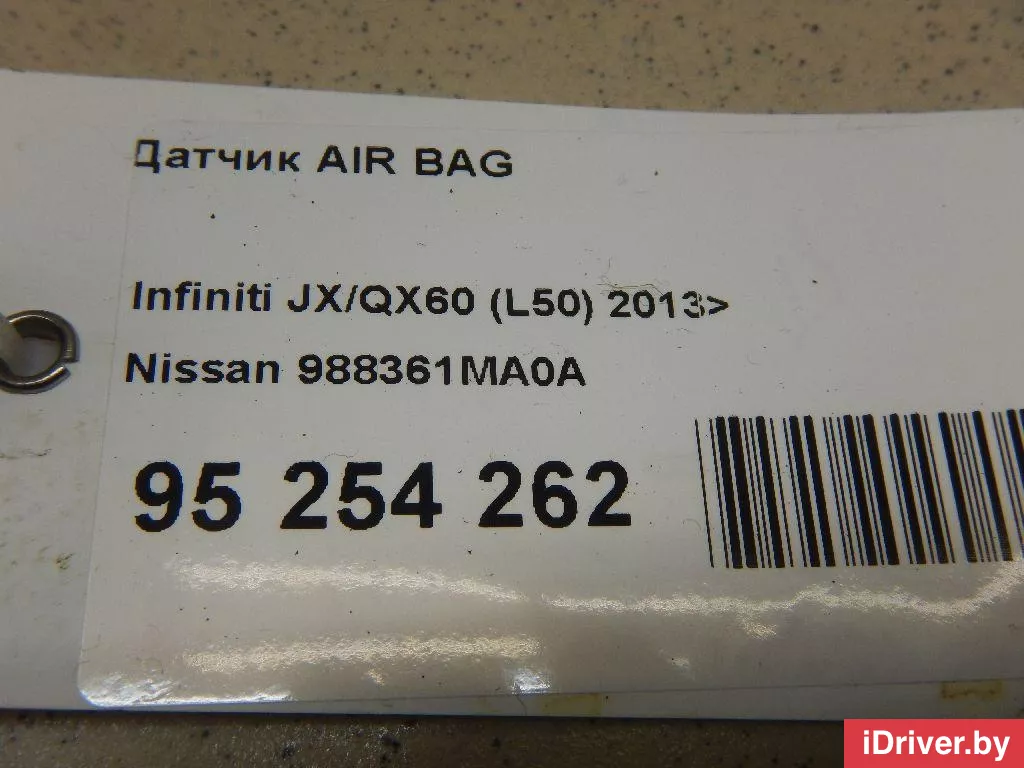 Датчик AIR BAG
Infiniti JX/QX60 (L50) 2013>
Nissan 988361MA0A
95 254 262
iDriver.by